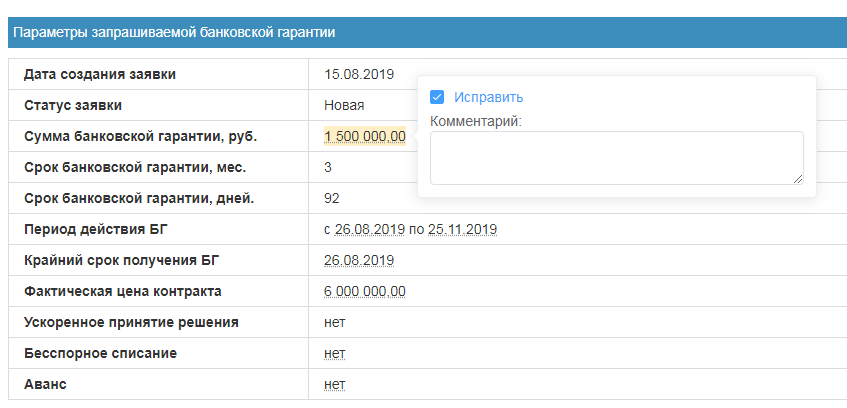 Параметры запрашиваемой банковской гарантии
Дата создания заявки 15.08.2019
Статус заявки Новая
Исправить
Сумма банковской гарантии, руб. 1 500 000,00
Комментарий:
Срок банковской гарантии, мес. 3
Срок банковской гарантии, дней. 92
Период действия БГ с 26.08.2019 по 25.11.2019
Крайний срок получения БГ 26.08.2019
Фактическая цена контракта 6 000 000,00
Ускоренное принятие решения нет
Бесспорное списание нет
Аванс нет